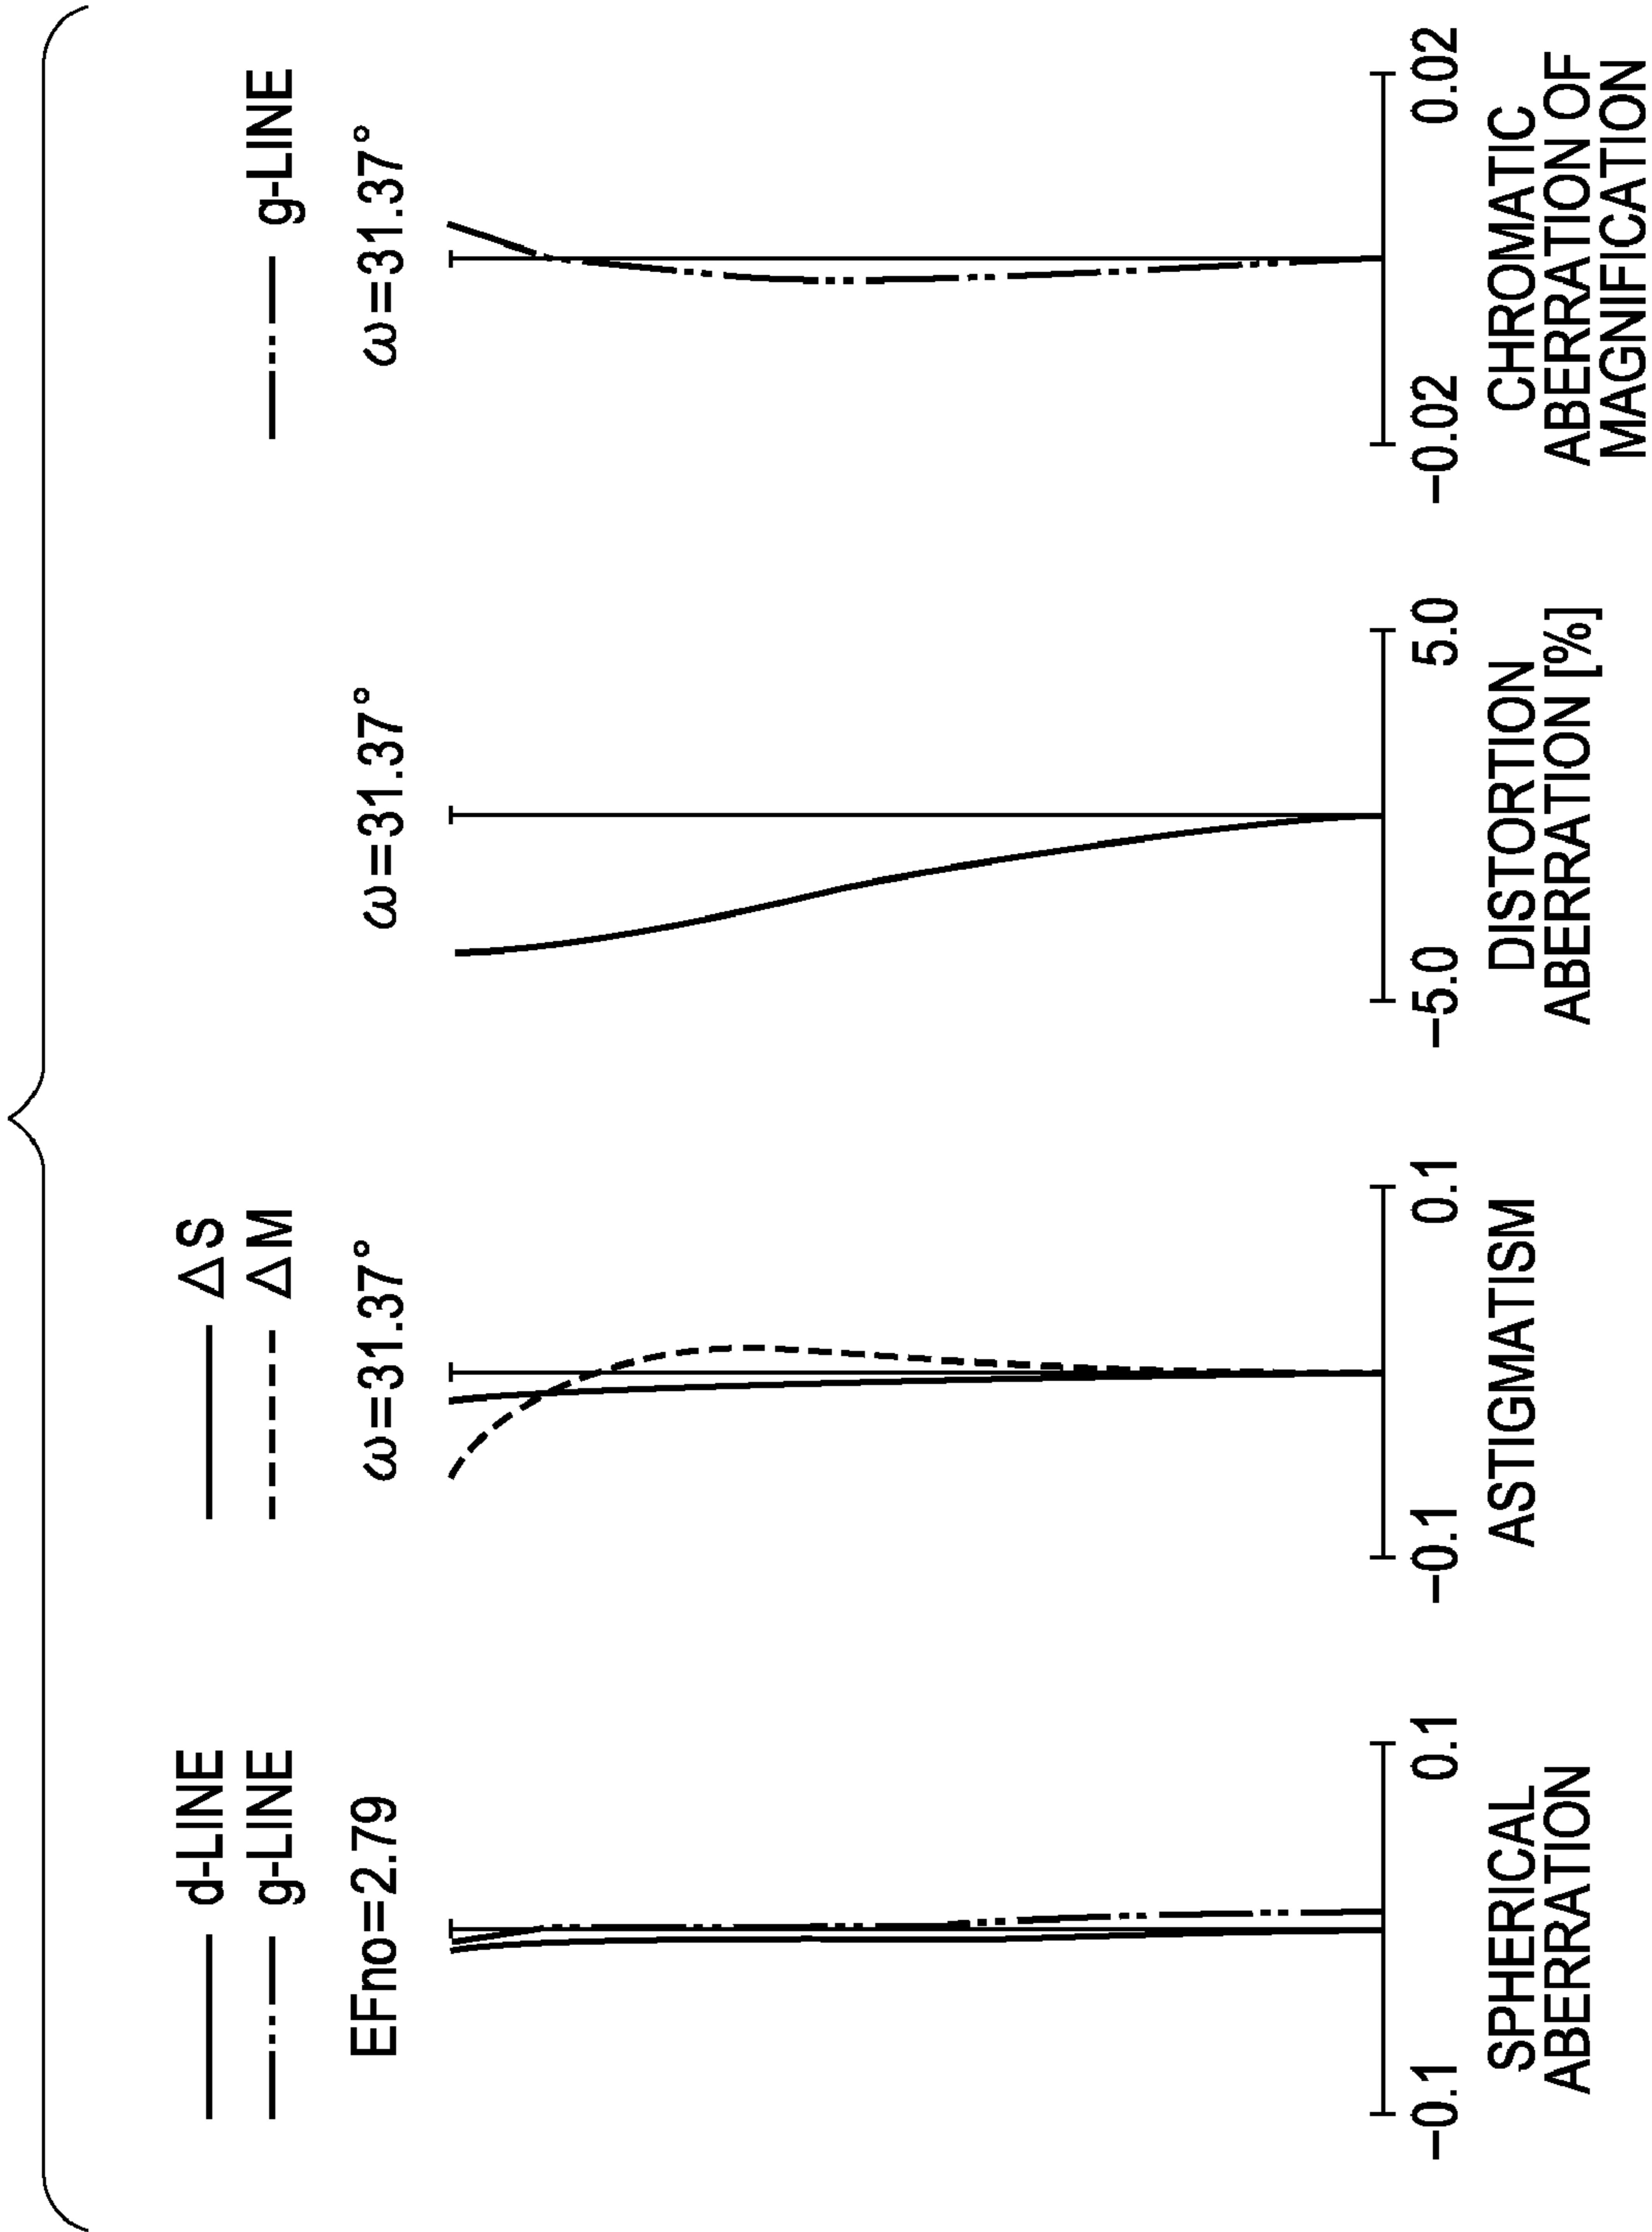 d-LINE
g-LINE
EFno=2.79
−0.1
0.1
SPHERICAL
ABERRATION
ΔS
ΔM
ω=31.37°
−0.1
0.1
ASTIGMATISM
ω=31.37°
−5.0
5.0
DISTORTION
ABERRATION [%]
g-LINE
ω=31.37°
−0.02
0.02
CHROMATIC
ABERRATION OF
MAGNIFICATION